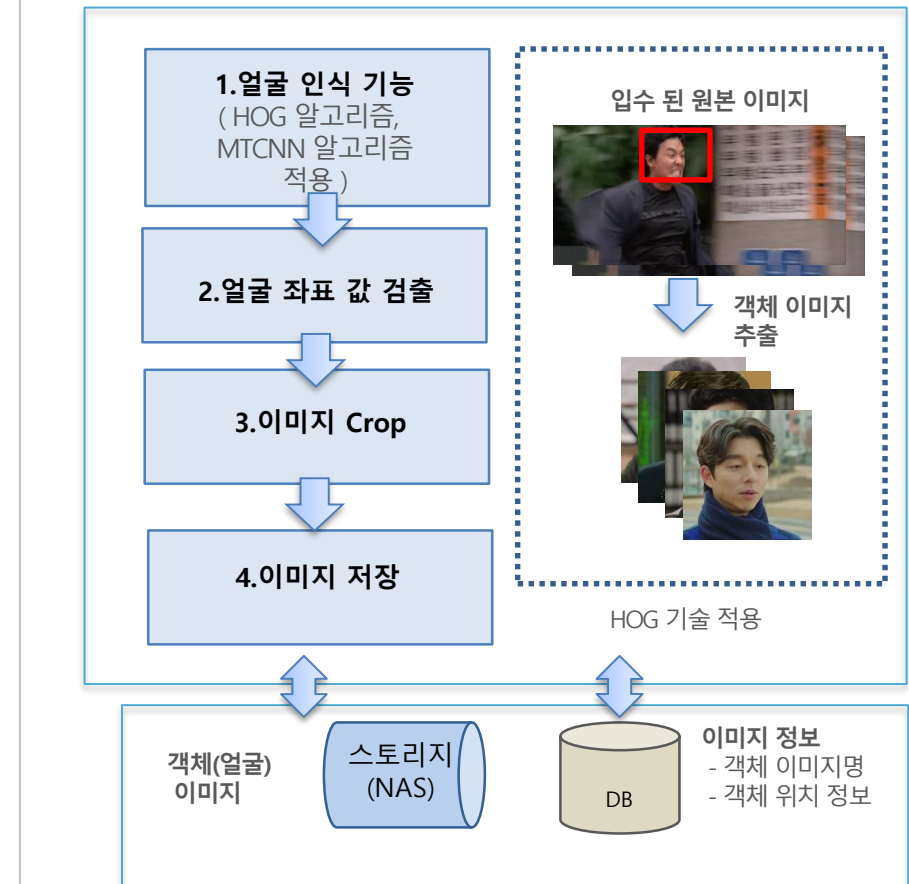 1.얼굴 인식 기능
( HOG 알고리즘,
MTCNN 알고리즘
적용 )
2.얼굴 좌표 값 검출
3.이미지 Crop
4.이미지 저장
입수 된 원본 이미지
객체 이미지
추출
HOG 기술 적용
객체(얼굴)
이미지
스토리지
(NAS)
DB
이미지 정보
- 객체 이미지명
- 객체 위치 정보